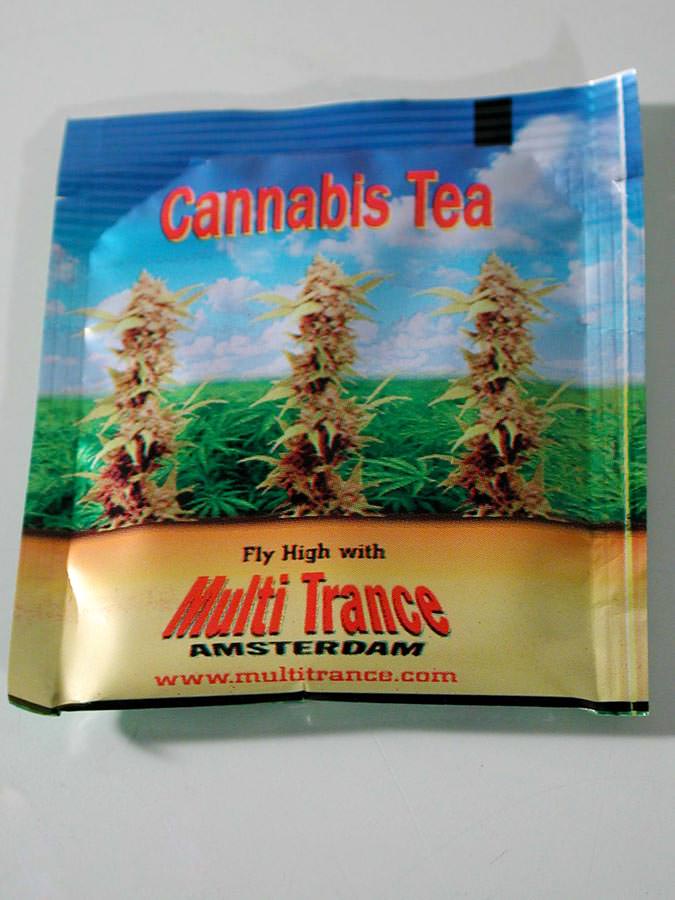 Cannabis Tea
Fly High with
Multi Trance
AMSTERDAM
www.multitrance.com